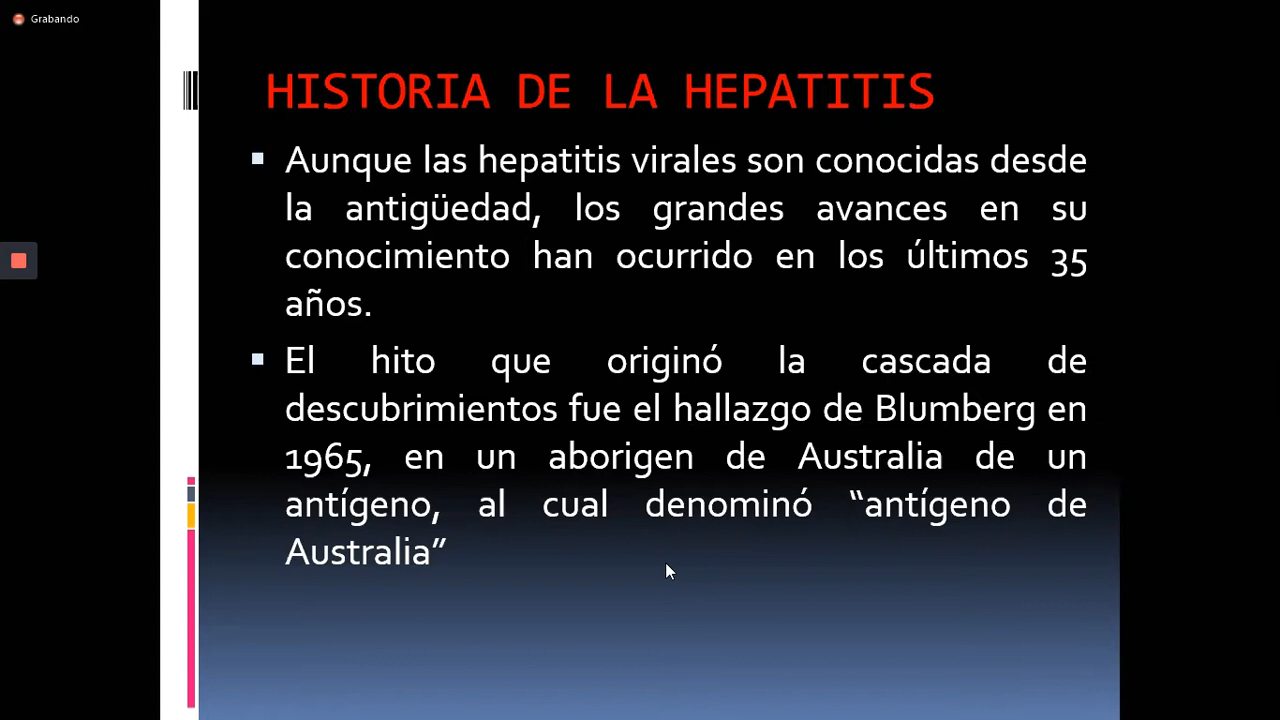 Grabando
HISTORIA DE LA HEPATITIS
Aunque las hepatitis virales son conocidas desde
la antigüedad, los grandes avances en su
conocimiento han ocurrido en los últimos 35
años.
El hito que originó la cascada de
descubrimientos fue el hallazgo de Blumberg en
1965, en un aborigen de Australia de un
antígeno, al cual denominó “antígeno de
Australia”